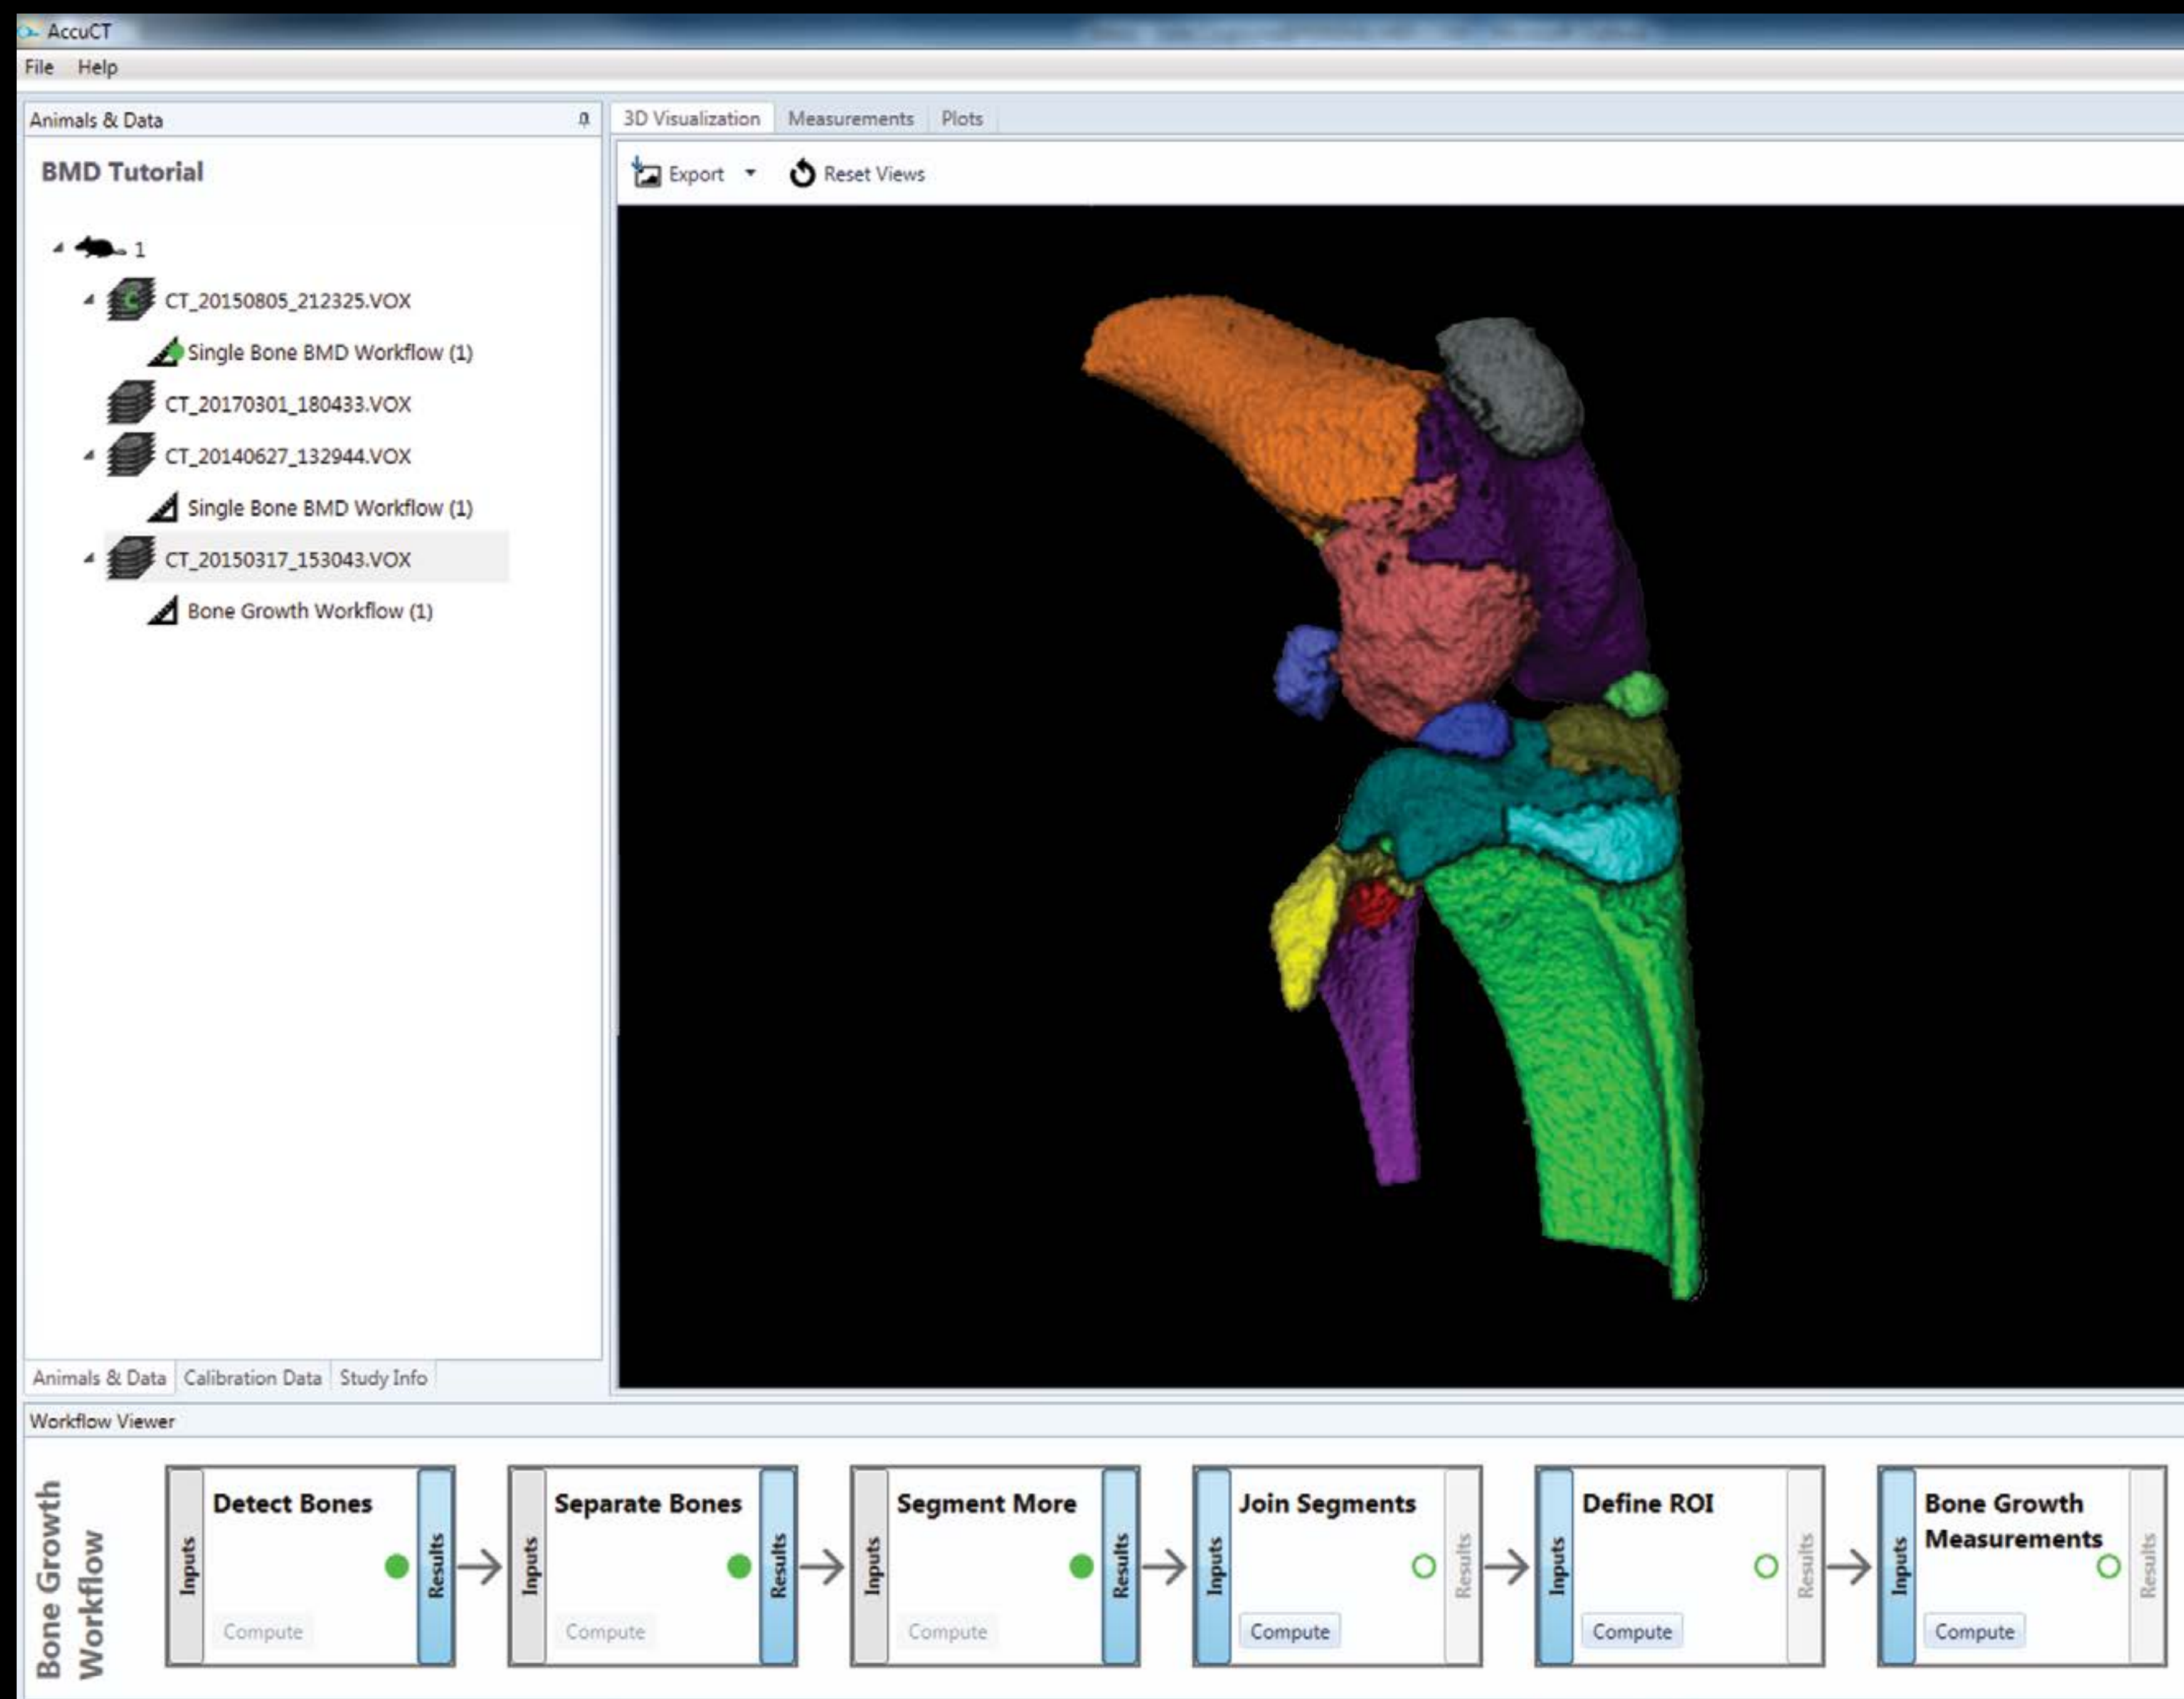 AccuCT
File Help
Animals & Data
3D Visualization Measurements Plots
BMD Tutorial
Export Reset Views
1
CT_20150805_212325.VOX
C
Single Bone BMD Workflow (1)
CT_20170301_180433.VOX
CT_20140627_132944.VOX
Single Bone BMD Workflow (1)
CT_20150317_153043.VOX
Bone Growth Workflow (1)
Animals & Data Calibration Data Study Info
Workflow Viewer
Bone Growth
Workflow
Inputs
Detect Bones
Compute
Results
Inputs
Separate Bones
Compute
Results
Inputs
Segment More
Compute
Results
Inputs
Join Segments
Compute
Results
Inputs
Define ROI
Compute
Results
Inputs
Bone Growth
Measurements
Compute
Results